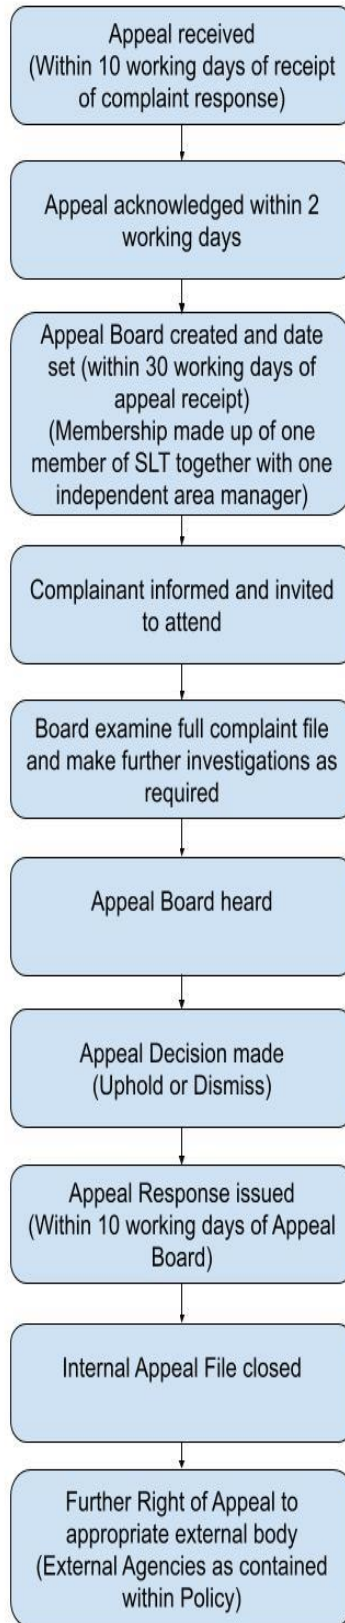 Appeal received
(Within 10 working days of receipt
of complaint response)
Appeal acknowledged within 2
working days
Appeal Board created and date
set (within 30 working days of
appeal receipt)
(Membership made up of one
member of SLT together with one
independent area manager)
Complainant informed and invited
to attend
Board examine full complaint file
and make further investigations as
required
Appeal Board heard
Appeal Decision made
(Uphold or Dismiss)
Appeal Response issued
(Within 10 working days of Appeal
Board)
Internal Appeal File closed
Further Right of Appeal to
appropriate external body
(External Agencies as contained
within Policy)